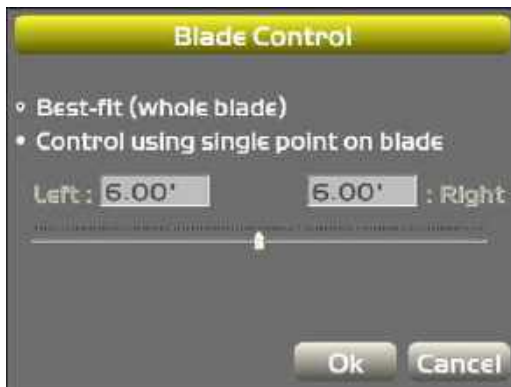 Blade Control
Best-fit (whole blade)
Control using single point on blade
Left : 6.00' 6.00' : Right
Ok Cancel